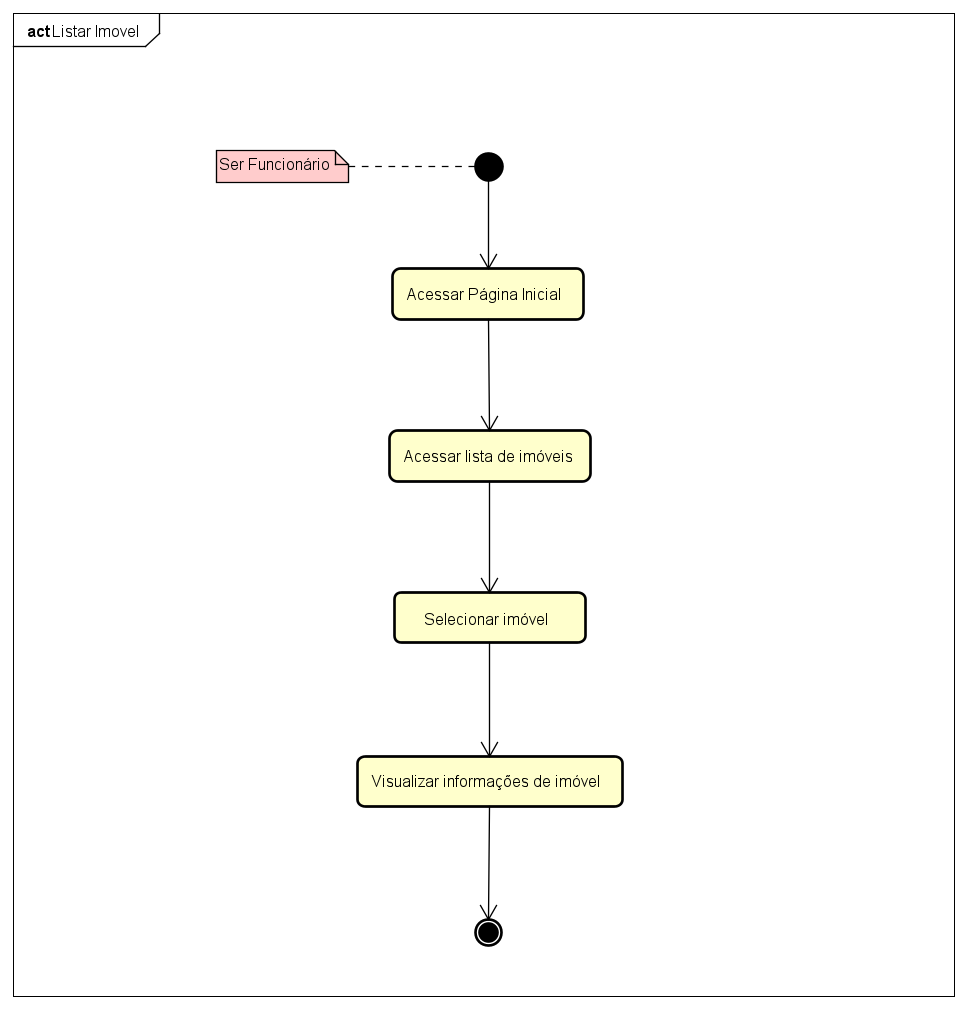 act Listar Imovel
Ser Funcionário
Acessar Página Inicial
Acessar lista de imóveis
Selecionar imóvel
Visualizar informações de imóvel